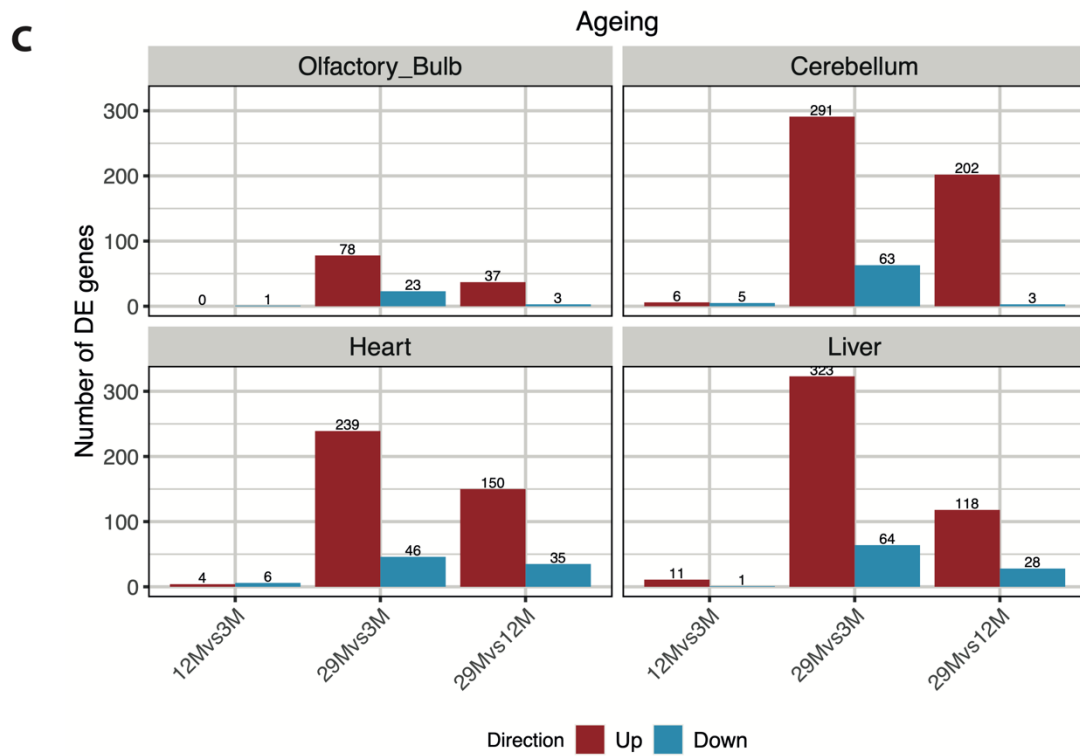 C
Ageing
Olfactory_Bulb
Cerebellum
Number of DE genes
300
200
100
0
0
1
78
23
37
3
6
5
291
63
202
3
Heart
Liver
300
200
100
0
4
6
239
46
150
35
11
1
323
64
118
28
12Mvs3M
29Mvs3M
29Mvs12M
12Mvs3M
29Mvs3M
29Mvs12M
Direction Up Down